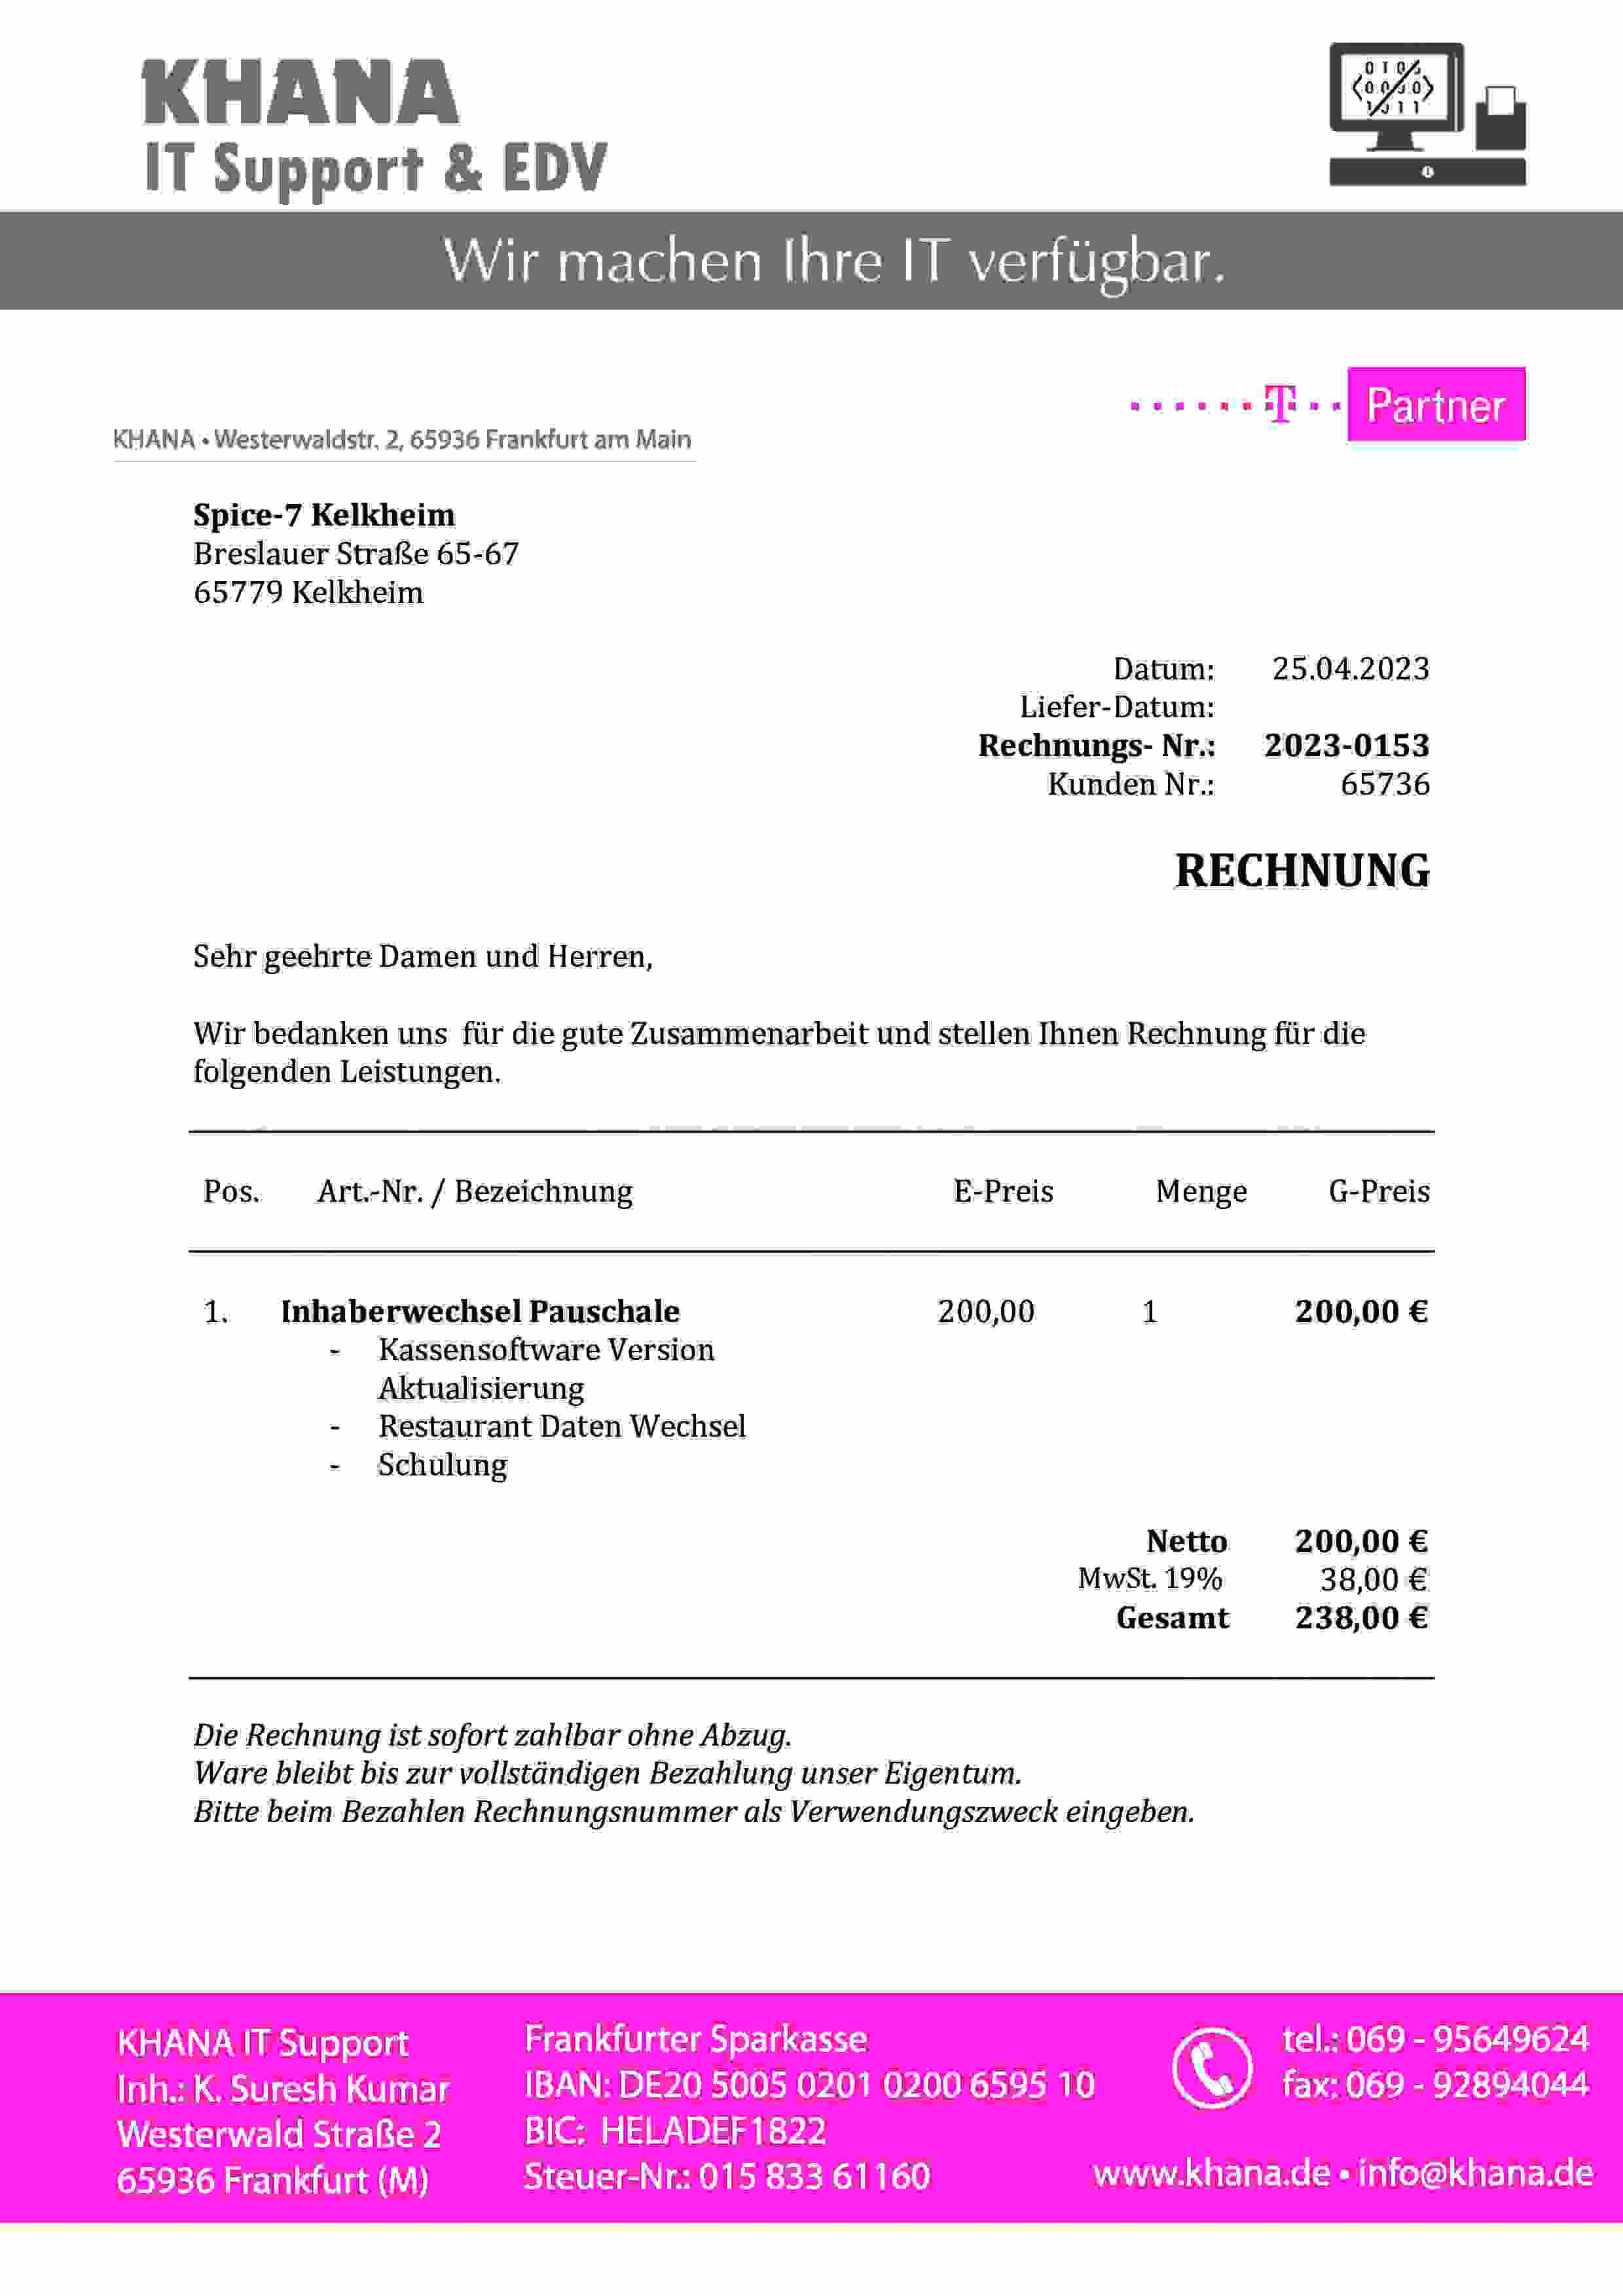 KHANA
IT Support & EDV
Wir machen Ihre IT verfügbar.
T Partner
KHANA • Westerwaldstr. 2, 65936 Frankfurt am Main
Spice-7 Kelkheim
Breslauer Straße 65-67
65779 Kelkheim
Datum: 25.04.2023
Liefer-Datum:
Rechnungs- Nr.: 2023-0153
Kunden Nr.: 65736
RECHNUNG
Sehr geehrte Damen und Herren,
Wir bedanken uns für die gute Zusammenarbeit und stellen Ihnen Rechnung für die
folgenden Leistungen.
Pos. Art.-Nr. / Bezeichnung E-Preis Menge G-Preis
1. Inhaberwechsel Pauschale 200,00 1 200,00 €
- Kassensoftware Version
Aktualisierung
- Restaurant Daten Wechsel
- Schulung
Netto 200,00 €
MwSt. 19% 38,00 €
Gesamt 238,00 €
Die Rechnung ist sofort zahlbar ohne Abzug.
Ware bleibt bis zur vollständigen Bezahlung unser Eigentum.
Bitte beim Bezahlen Rechnungsnummer als Verwendungszweck eingeben.
KHANA IT Support
Inh.: K. Suresh Kumar
Westerwald Straße 2
65936 Frankfurt (M)
Frankfurter Sparkasse
IBAN: DE20 5005 0201 0200 6595 10
BIC: HELADEF1822
Steuer-Nr.: 015 833 61160
tel.: 069 - 95649624
fax: 069 - 92894044
www.khana.de • info@khana.de